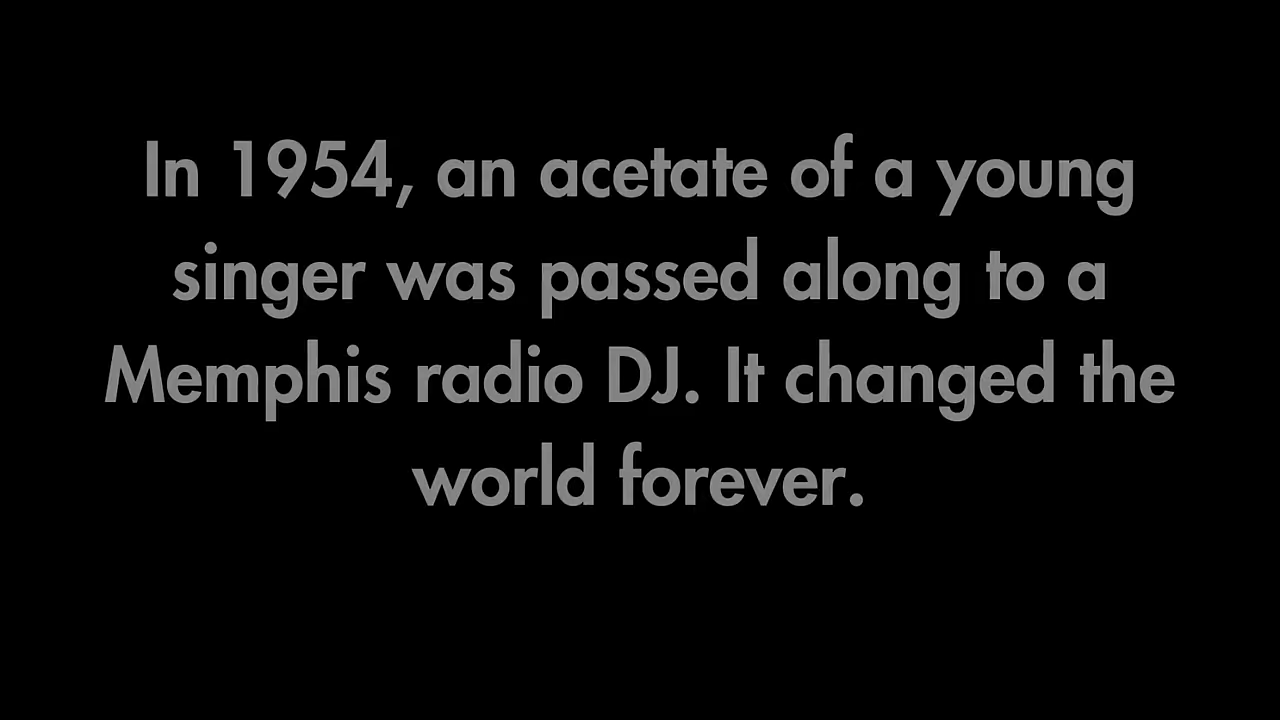 In 1954, an acetate of a young
singer was passed along to a
Memphis radio DJ. It changed the
world forever.